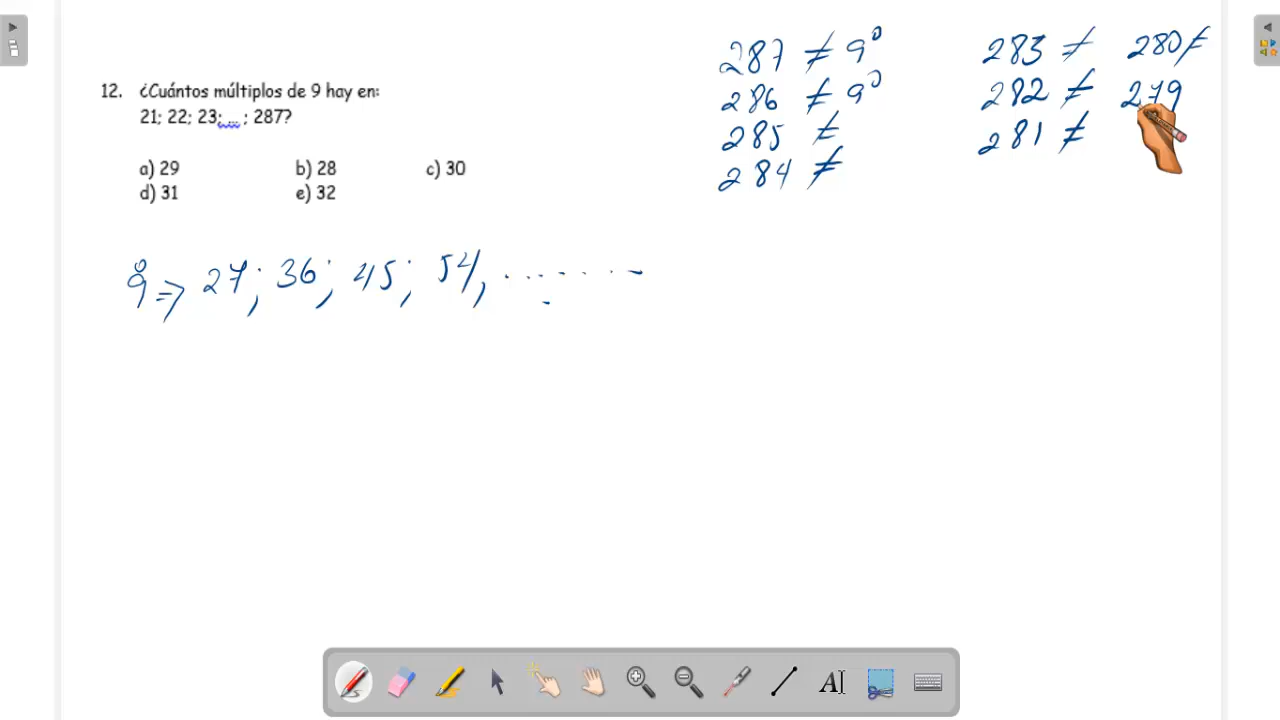 12. ¿Cuántos múltiplos de 9 hay en:
21; 22; 23; ... ; 287?
a) 29 b) 28 c) 30
d) 31 e) 32
287 ≠ 9°
286 ≠ 9°
285 ≠
284 ≠
283 ≠
282 ≠
281 ≠
280 ≠
279
9° => 27; 36; 45; 54, ........